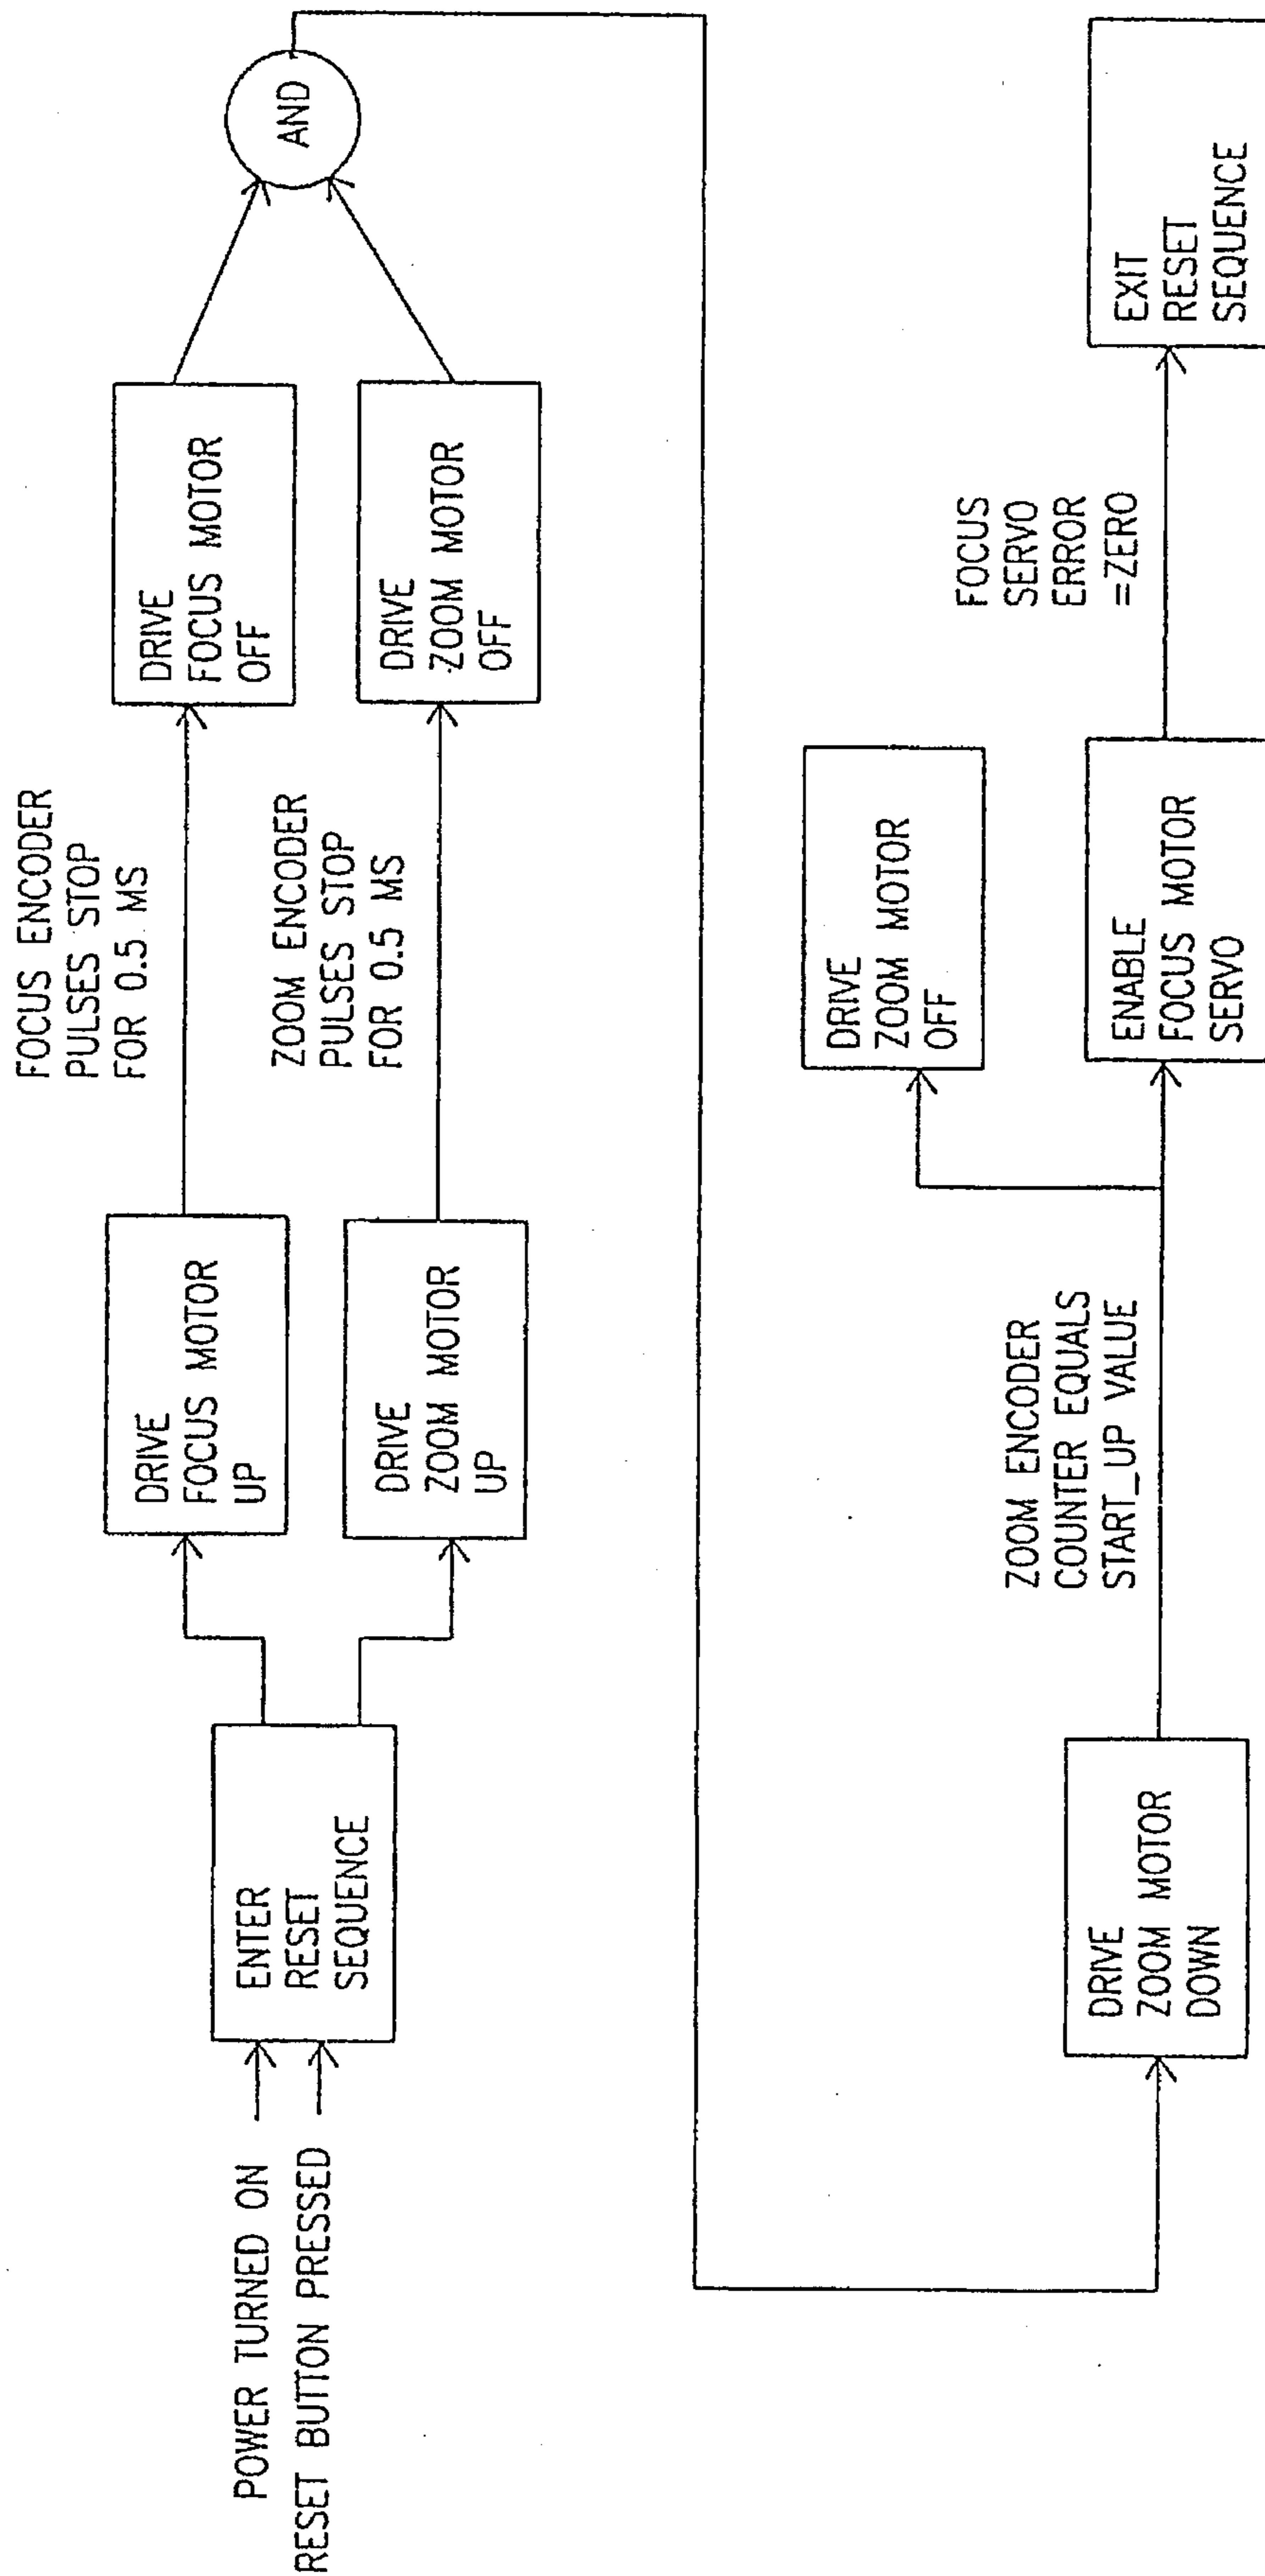 POWER TURNED ON
RESET BUTTON PRESSED
ENTER
RESET
SEQUENCE
DRIVE
FOCUS MOTOR
UP
DRIVE
ZOOM MOTOR
UP
FOCUS ENCODER
PULSES STOP
FOR 0.5 MS
ZOOM ENCODER
PULSES STOP
FOR 0.5 MS
DRIVE
FOCUS MOTOR
OFF
DRIVE
ZOOM MOTOR
OFF
AND
DRIVE
ZOOM MOTOR
DOWN
ZOOM ENCODER
COUNTER EQUALS
START_UP VALUE
DRIVE
ZOOM MOTOR
OFF
ENABLE
FOCUS MOTOR
SERVO
FOCUS
SERVO
ERROR
=ZERO
EXIT
RESET
SEQUENCE